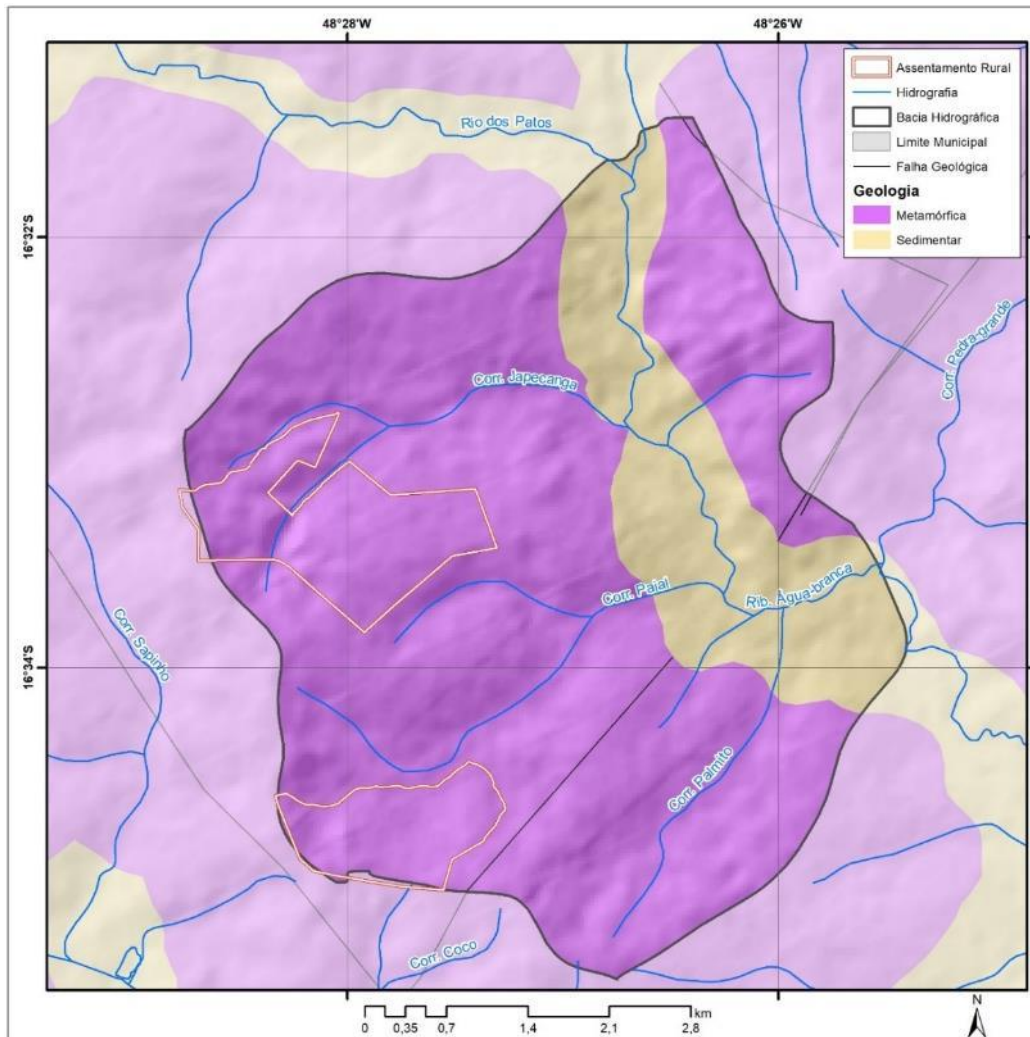 48°28'W
48°26'W
Assentamento Rural
Hidrografia
Bacia Hidrográfica
Limite Municipal
Falha Geológica
Geologia
Metamórfica
Sedimentar
Rio dos Patos
16°32'S
Corr. Pedra-grande
Corr. Japecanga
Corr. Paial
Rib. Água-branca
Corr. Sapinho
16°34'S
Corr. Palmito
Corr. Coco
km
0 0,35 0,7 1,4 2,1 2,8
N